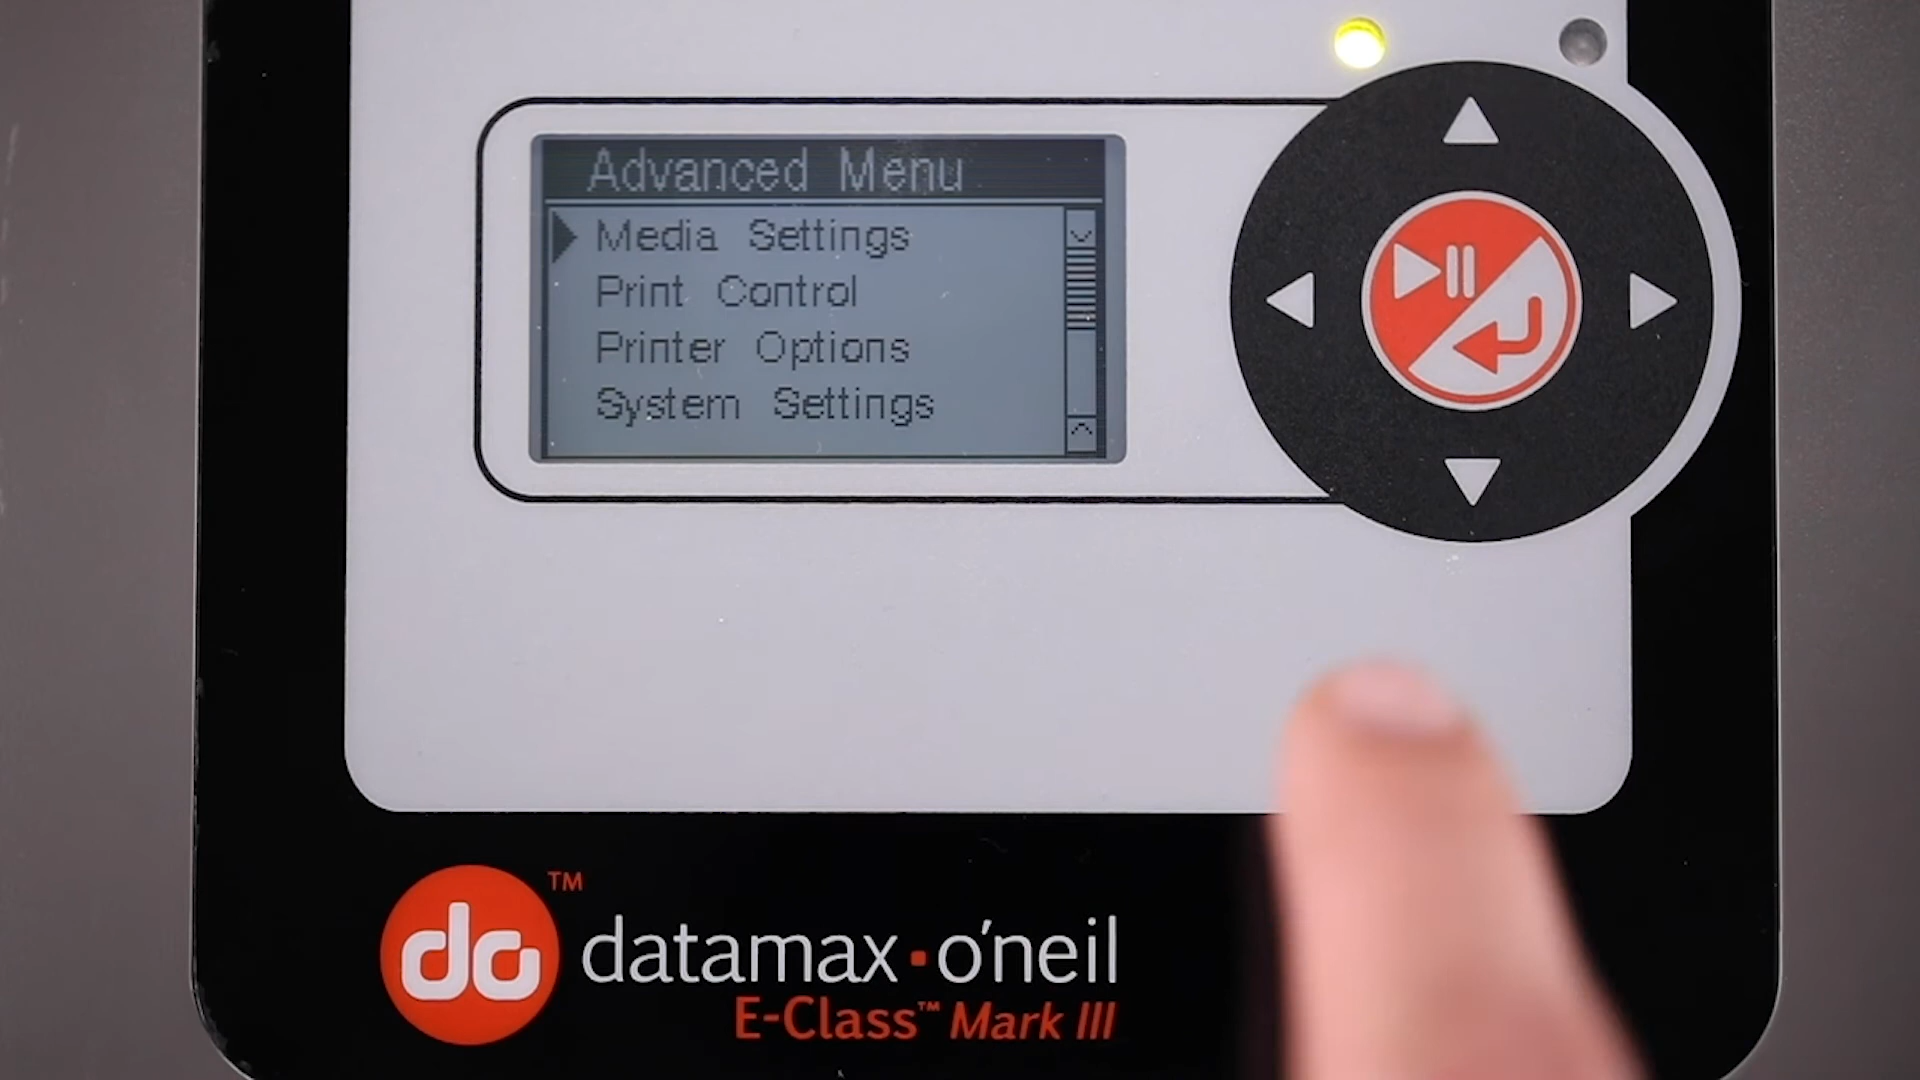 Advanced Menu
Media Settings
Print Control
Printer Options
System Settings
do™
datamax·o'neil
E-Class™ Mark III